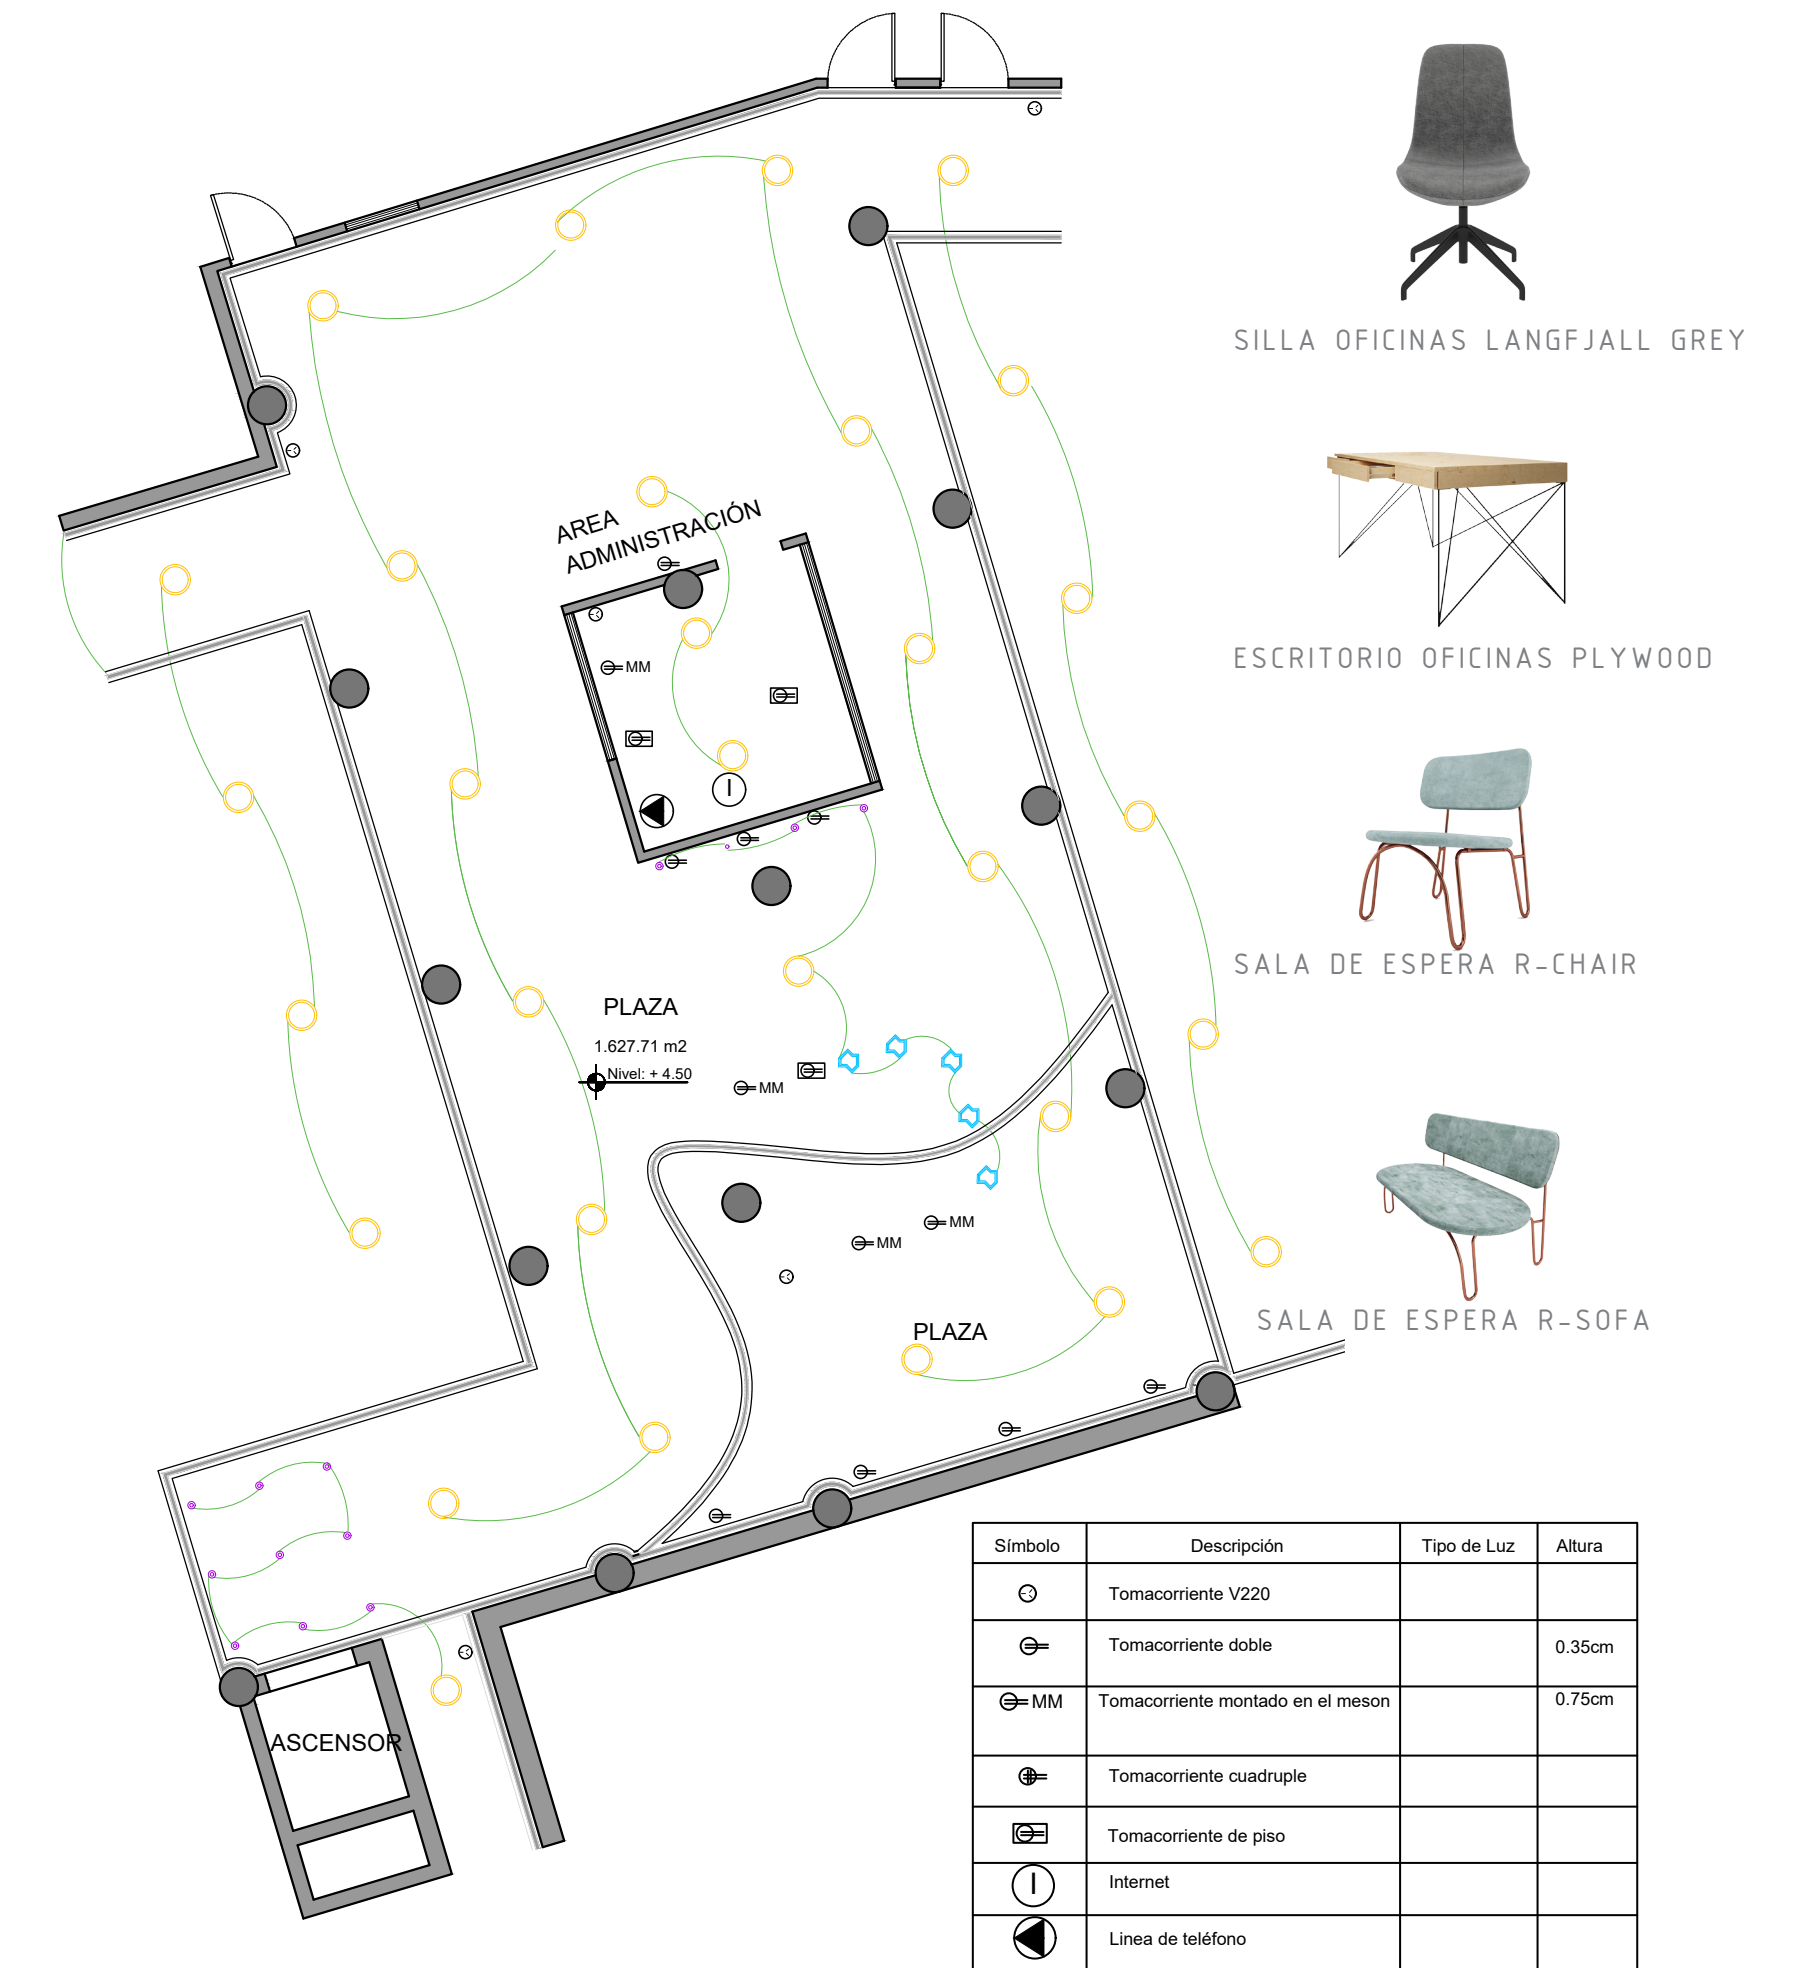 SILLA OFICINAS LANGFJALL GREY
ESCRITORIO OFICINAS PLYWOOD
AREA
ADMINISTRACIÓN
MM
I
SALA DE ESPERA R-CHAIR
PLAZA
1.627.71 m2
Nivel: + 4.50
MM
MM
MM
PLAZA
SALA DE ESPERA R-SOFA
ASCENSOR
Símbolo Descripción Tipo de Luz Altura
Tomacorriente V220
Tomacorriente doble 0.35cm
MM Tomacorriente montado en el meson 0.75cm
Tomacorriente cuadruple
Tomacorriente de piso
I Internet
Linea de teléfono